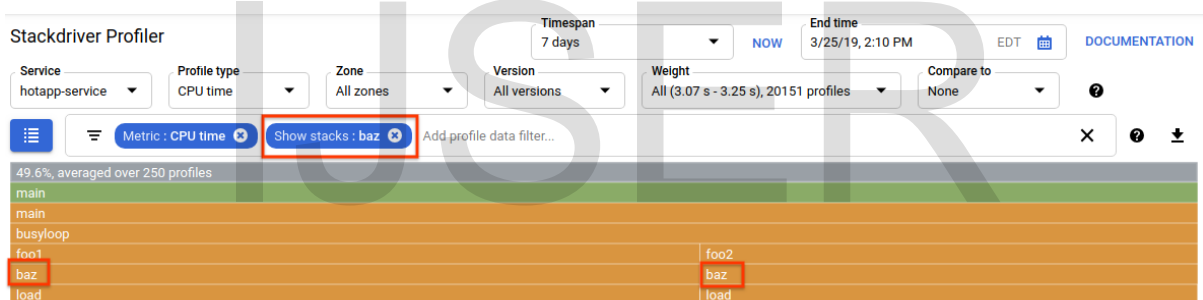 Stackdriver Profiler
Timespan
7 days
NOW
End time
3/25/19, 2:10 PM
EDT
DOCUMENTATION
Service
hotapp-service
Profile type
CPU time
Zone
All zones
Version
All versions
Weight
All (3.07 s - 3.25 s), 20151 profiles
Compare to
None
Metric : CPU time
Show stacks : baz
Add profile data filter...
49.6%, averaged over 250 profiles
main
main
busyloop
foo1 foo2
baz baz
load load
USER